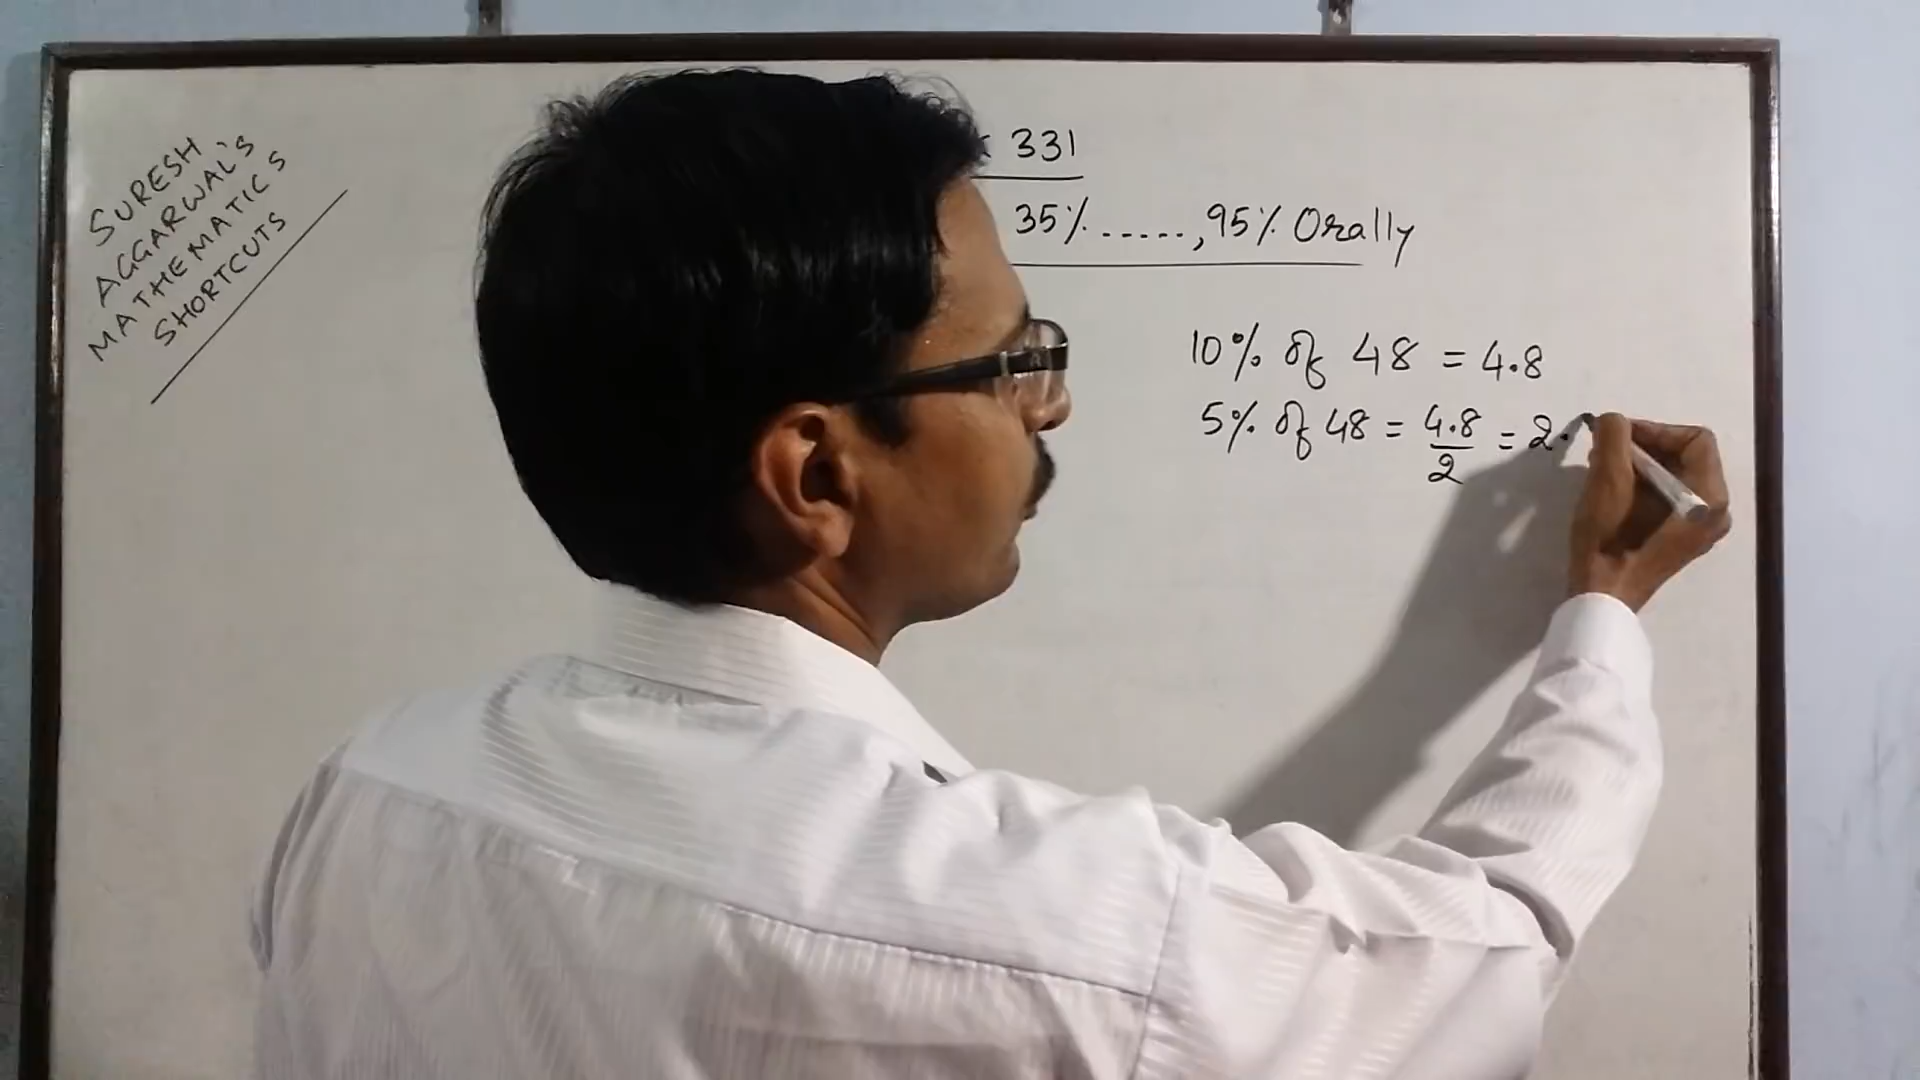 SURESH
AGGARWAL'S
MATHEMATICS
SHORTCUTS
331
35%.....,95% Orally
10% of 48 = 4.8
5% of 48 = 4.8/2 = 2.